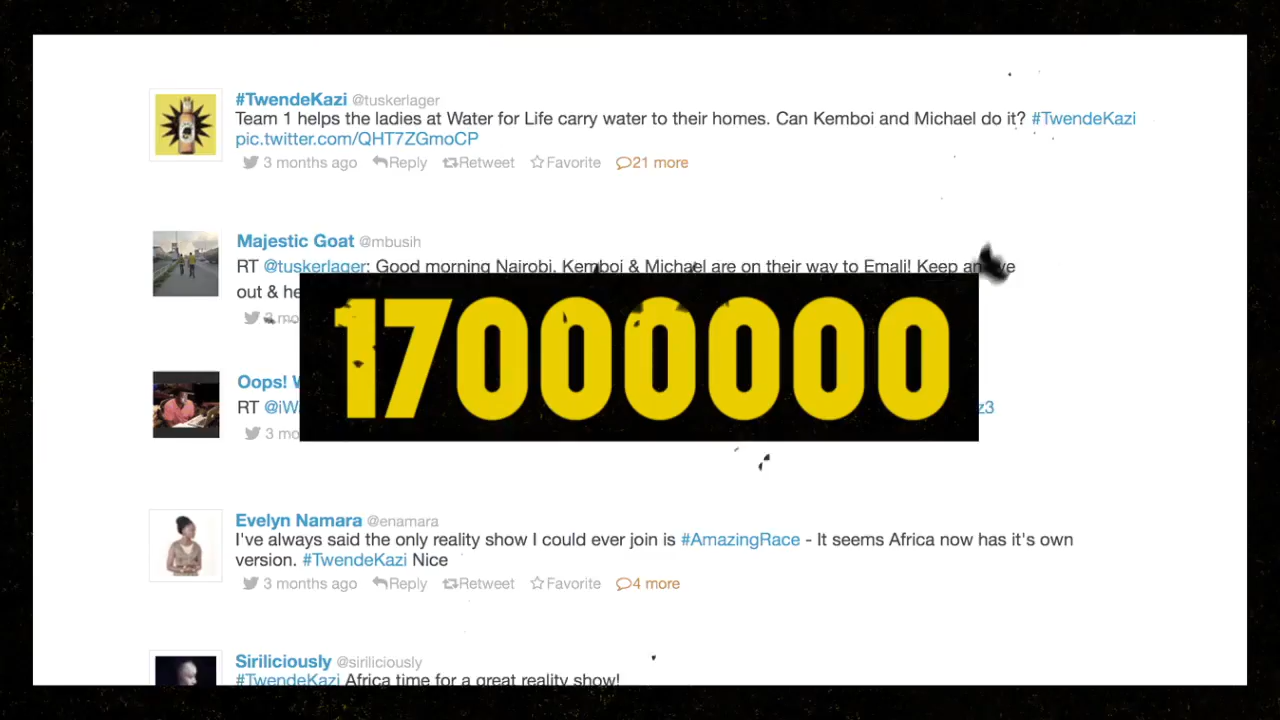 #TwendeKazi @tuskerlager
Team 1 helps the ladies at Water for Life carry water to their homes. Can Kemboi and Michael do it? #TwendeKazi
pic.twitter.com/QHT7ZGmoCP
3 months ago Reply Retweet Favorite 21 more
Majestic Goat @mbusih
RT @tuskerlager: Good morning Nairobi. Kemboi & Michael are on their way to Emali! Keep an
out &
3 mo
17000000
Oops!
RT z3
3 mo
Evelyn Namara @enamara
I've always said the only reality show I could ever join is #AmazingRace - It seems Africa now has it's own
version. #TwendeKazi Nice
3 months ago Reply Retweet Favorite 4 more
Siriliciously @siriliciously
#TwendeKazi Africa time for a great reality show!